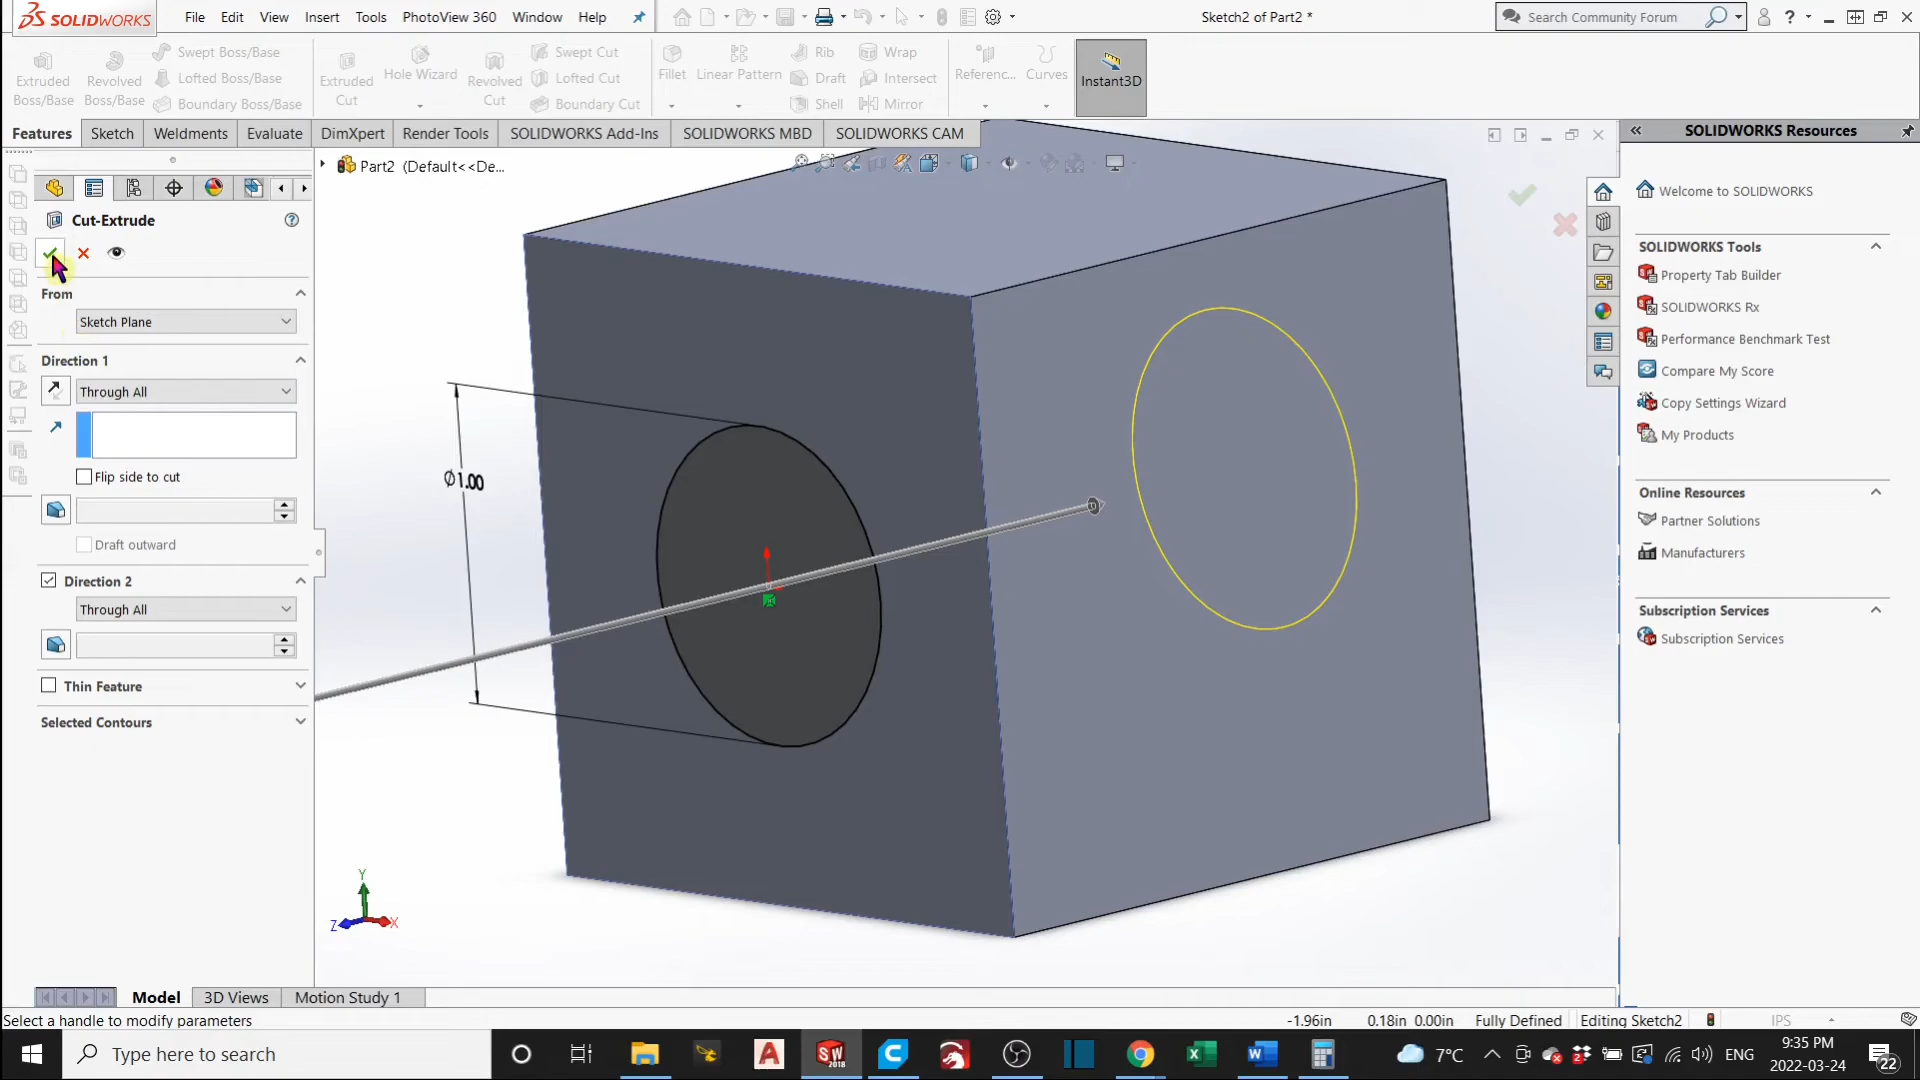 SOLIDWORKS
File Edit View Insert Tools PhotoView 360 Window Help
Sketch2 of Part2 *
Search Community Forum
Extruded Boss/Base
Revolved Boss/Base
Swept Boss/Base
Lofted Boss/Base
Boundary Boss/Base
Extruded Cut
Hole Wizard
Revolved Cut
Swept Cut
Lofted Cut
Boundary Cut
Fillet
Linear Pattern
Rib
Draft
Shell
Wrap
Intersect
Mirror
Referenc...
Curves
Instant3D
Features Sketch Weldments Evaluate DimXpert Render Tools SOLIDWORKS Add-Ins SOLIDWORKS MBD SOLIDWORKS CAM
Part2 (Default<<De...
Cut-Extrude
From
Sketch Plane
Direction 1
Through All
Flip side to cut
Draft outward
Direction 2
Through All
Thin Feature
Selected Contours
Ø1.00
Y
Z
X
SOLIDWORKS Resources
Welcome to SOLIDWORKS
SOLIDWORKS Tools
Property Tab Builder
SOLIDWORKS Rx
Performance Benchmark Test
Compare My Score
Copy Settings Wizard
My Products
Online Resources
Partner Solutions
Manufacturers
Subscription Services
Subscription Services
Model 3D Views Motion Study 1
Select a handle to modify parameters
-1.96in 0.18in 0.00in Fully Defined Editing Sketch2 IPS
Type here to search
7°C
ENG
9:35 PM
2022-03-24
22